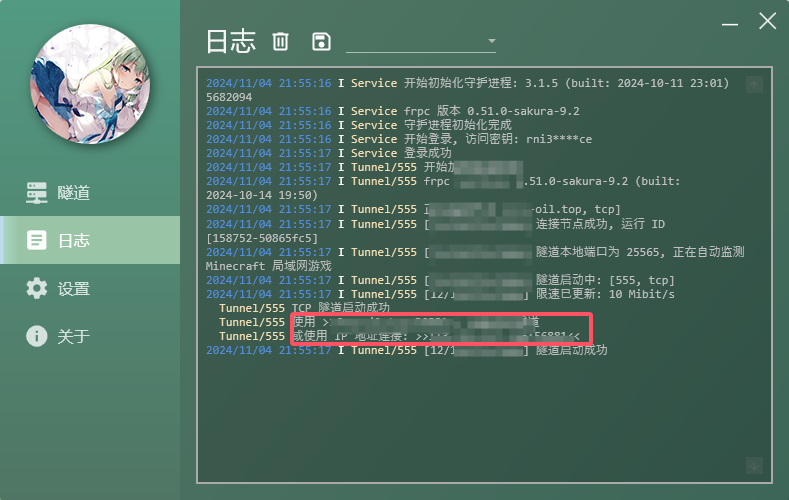 日志
隧道
日志
设置
关于
2024/11/04 21:55:16 I Service 开始初始化守护进程: 3.1.5 (built: 2024-10-11 23:01)
5682094
2024/11/04 21:55:16 I Service frpc 版本 0.51.0-sakura-9.2
2024/11/04 21:55:16 I Service 守护进程初始化完成
2024/11/04 21:55:16 I Service 开始登录, 访问密钥: rni3****ce
2024/11/04 21:55:17 I Service 登录成功
2024/11/04 21:55:17 I Tunnel/555 开始
2024/11/04 21:55:17 I Tunnel/555 frpc .51.0-sakura-9.2 (built:
2024-10-14 19:50)
2024/11/04 21:55:17 I Tunnel/555 -oil.top, tcp]
2024/11/04 21:55:17 I Tunnel/555 [ ] 连接节点成功, 运行 ID
[158752-50865fc5]
2024/11/04 21:55:17 I Tunnel/555 [ ] 隧道本地端口为 25565, 正在自动监测
Minecraft 局域网游戏
2024/11/04 21:55:17 I Tunnel/555 [ ] 隧道启动中: [555, tcp]
2024/11/04 21:55:17 I Tunnel/555 [12/1 ] 限速已更新: 10 Mibit/s
Tunnel/555 TCP 隧道启动成功
Tunnel/555 使用 >
Tunnel/555 或使用 IP 地址连接: >> <<
2024/11/04 21:55:17 I Tunnel/555 [12/1 ] 隧道启动成功